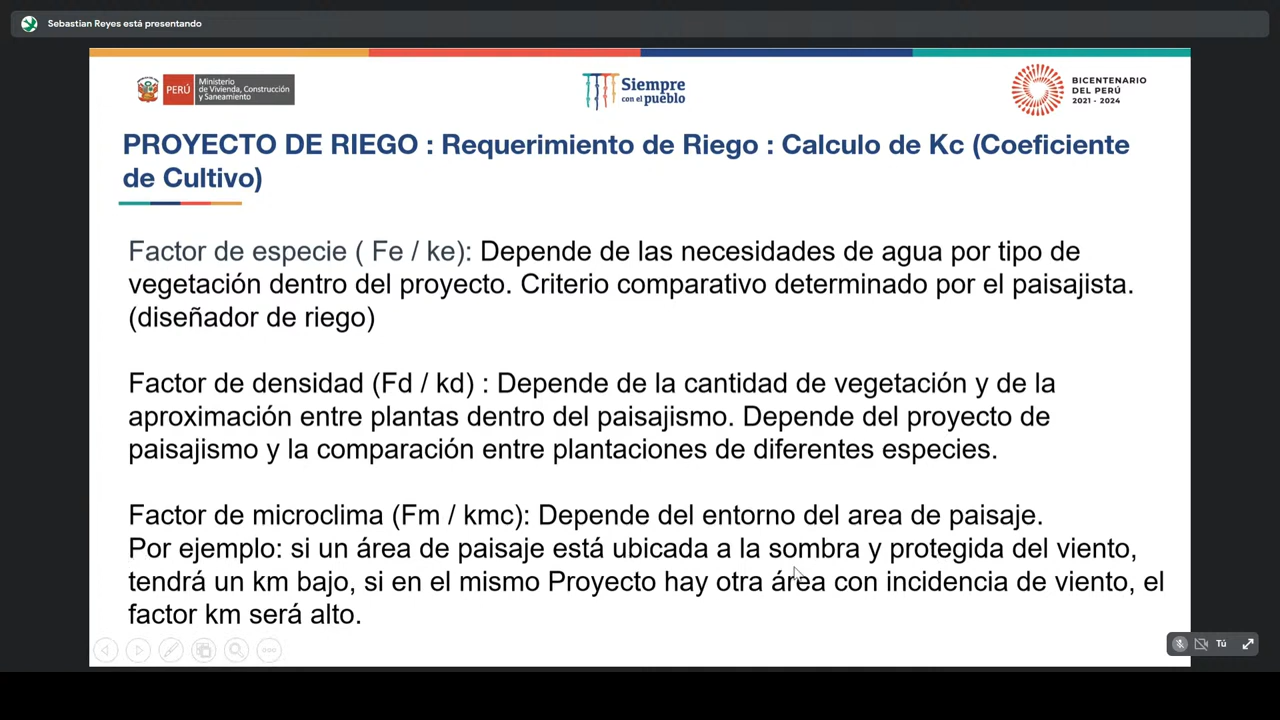 Sebastian Reyes está presentando
PERÚ
Ministerio
de Vivienda, Construcción
y Saneamiento
Siempre
con el pueblo
BICENTENARIO
DEL PERÚ
2021 - 2024
PROYECTO DE RIEGO : Requerimiento de Riego : Calculo de Kc (Coeficiente
de Cultivo)
Factor de especie ( Fe / ke): Depende de las necesidades de agua por tipo de
vegetación dentro del proyecto. Criterio comparativo determinado por el paisajista.
(diseñador de riego)
Factor de densidad (Fd / kd) : Depende de la cantidad de vegetación y de la
aproximación entre plantas dentro del paisajismo. Depende del proyecto de
paisajismo y la comparación entre plantaciones de diferentes especies.
Factor de microclima (Fm / kmc): Depende del entorno del area de paisaje.
Por ejemplo: si un área de paisaje está ubicada a la sombra y protegida del viento,
tendrá un km bajo, si en el mismo Proyecto hay otra área con incidencia de viento, el
factor km será alto.
Tú